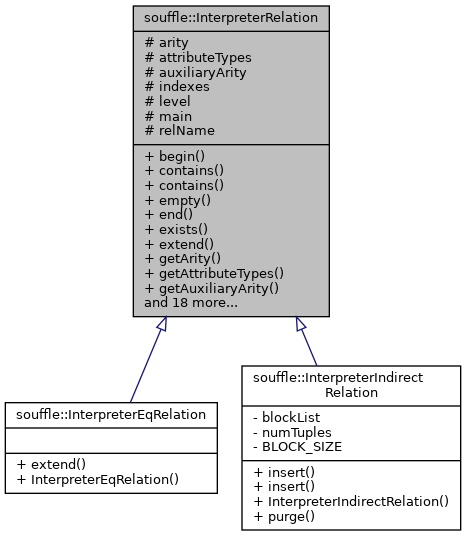 souffle::InterpreterRelation
# arity
# attributeTypes
# auxiliaryArity
# indexes
# level
# main
# relName
+ begin()
+ contains()
+ contains()
+ empty()
+ end()
+ exists()
+ extend()
+ getArity()
+ getAttributeTypes()
+ getAuxiliaryArity()
and 18 more...
souffle::InterpreterEqRelation
+ extend()
+ InterpreterEqRelation()
souffle::InterpreterIndirect
Relation
- blockList
- numTuples
- BLOCK_SIZE
+ insert()
+ insert()
+ InterpreterIndirectRelation()
+ purge()